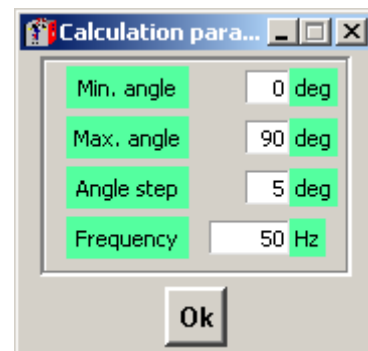 Calculation para...
Min. angle 0 deg
Max. angle 90 deg
Angle step 5 deg
Frequency 50 Hz
Ok